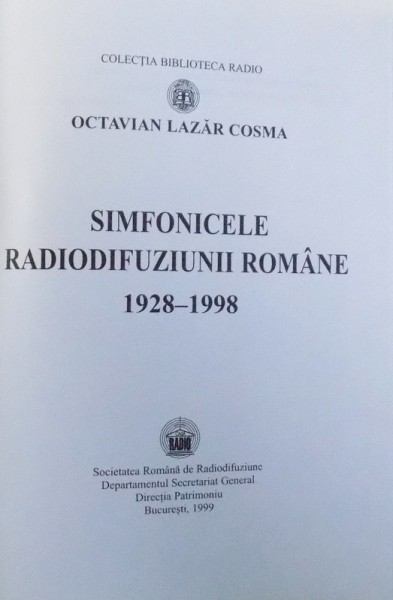 COLECȚIA BIBLIOTECA RADIO
OCTAVIAN LAZĂR COSMA
SIMFONICELE
RADIODIFUZIUNII ROMÂNE
1928–1998
RADIO
Societatea Română de Radiodifuziune
Departamentul Secretariat General
Direcția Patrimoniu
București, 1999